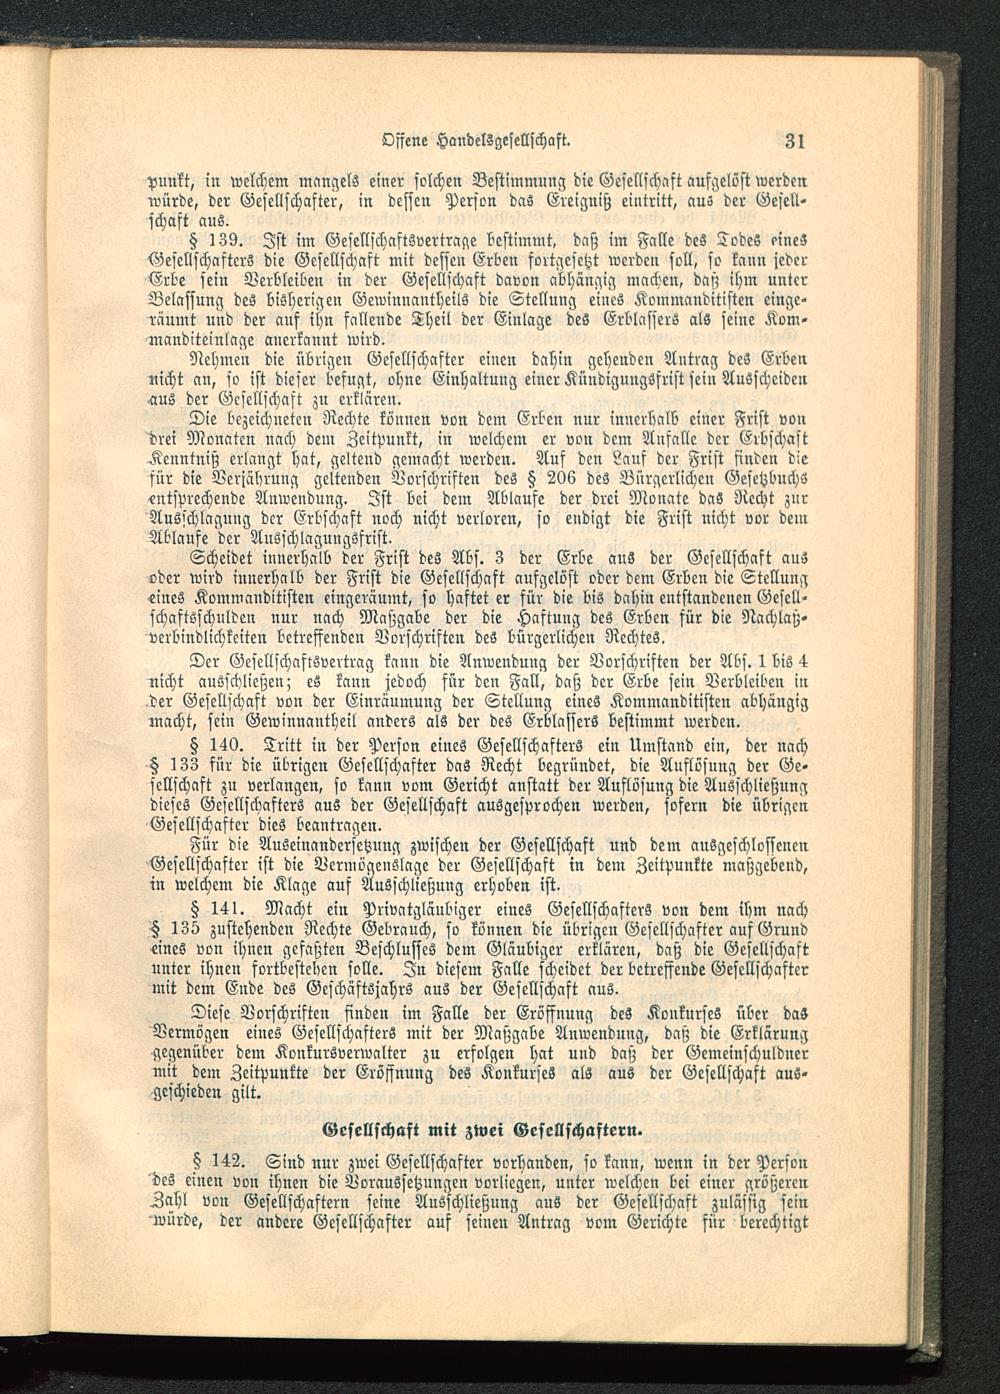 Offene Handelsgesellschaft. 31
punkt, in welchem mangels einer solchen Bestimmung die Gesellschaft aufgelöst werden
würde, der Gesellschafter, in dessen Person das Ereigniß eintritt, aus der Gesell-
schaft aus.
§ 139. Ist im Gesellschaftsvertrage bestimmt, daß im Falle des Todes eines
Gesellschafters die Gesellschaft mit dessen Erben fortgesetzt werden soll, so kann jeder
Erbe sein Verbleiben in der Gesellschaft davon abhängig machen, daß ihm unter
Belassung des bisherigen Gewinnantheils die Stellung eines Kommanditisten einge-
räumt und der auf ihn fallende Theil der Einlage des Erblassers als seine Kom-
manditeinlage anerkannt wird.
Nehmen die übrigen Gesellschafter einen dahin gehenden Antrag des Erben
nicht an, so ist dieser befugt, ohne Einhaltung einer Kündigungsfrist sein Ausscheiden
aus der Gesellschaft zu erklären.
Die bezeichneten Rechte können von dem Erben nur innerhalb einer Frist von
drei Monaten nach dem Zeitpunkt, in welchem er von dem Anfalle der Erbschaft
Kenntniß erlangt hat, geltend gemacht werden. Auf den Lauf der Frist finden die
für die Verjährung geltenden Vorschriften des § 206 des Bürgerlichen Gesetzbuchs
entsprechende Anwendung. Ist bei dem Ablaufe der drei Monate das Recht zur
Ausschlagung der Erbschaft noch nicht verloren, so endigt die Frist nicht vor dem
Ablaufe der Ausschlagungsfrist.
Scheidet innerhalb der Frist des Abs. 3 der Erbe aus der Gesellschaft aus
oder wird innerhalb der Frist die Gesellschaft aufgelöst oder dem Erben die Stellung
eines Kommanditisten eingeräumt, so haftet er für die bis dahin entstandenen Gesell-
schaftsschulden nur nach Maßgabe der die Haftung des Erben für die Nachlaß-
verbindlichkeiten betreffenden Vorschriften des bürgerlichen Rechtes.
Der Gesellschaftsvertrag kann die Anwendung der Vorschriften der Abs. 1 bis 4
nicht ausschließen; es kann jedoch für den Fall, daß der Erbe sein Verbleiben in
der Gesellschaft von der Einräumung der Stellung eines Kommanditisten abhängig
macht, sein Gewinnantheil anders als der des Erblassers bestimmt werden.
§ 140. Tritt in der Person eines Gesellschafters ein Umstand ein, der nach
§ 133 für die übrigen Gesellschafter das Recht begründet, die Auflösung der Ge-
sellschaft zu verlangen, so kann vom Gericht anstatt der Auflösung die Ausschließung
dieses Gesellschafters aus der Gesellschaft ausgesprochen werden, sofern die übrigen
Gesellschafter dies beantragen.
Für die Auseinandersetzung zwischen der Gesellschaft und dem ausgeschlossenen
Gesellschafter ist die Vermögenslage der Gesellschaft in dem Zeitpunkte maßgebend,
in welchem die Klage auf Ausschließung erhoben ist.
§ 141. Macht ein Privatgläubiger eines Gesellschafters von dem ihm nach
§ 135 zustehenden Rechte Gebrauch, so können die übrigen Gesellschafter auf Grund
eines von ihnen gefaßten Beschlusses dem Gläubiger erklären, daß die Gesellschaft
unter ihnen fortbestehen solle. In diesem Falle scheidet der betreffende Gesellschafter
mit dem Ende des Geschäftsjahrs aus der Gesellschaft aus.
Diese Vorschriften finden im Falle der Eröffnung des Konkurses über das
Vermögen eines Gesellschafters mit der Maßgabe Anwendung, daß die Erklärung
gegenüber dem Konkursverwalter zu erfolgen hat und daß der Gemeinschuldner
mit dem Zeitpunkte der Eröffnung des Konkurses als aus der Gesellschaft aus-
geschieden gilt.
Gesellschaft mit zwei Gesellschaftern.
§ 142. Sind nur zwei Gesellschafter vorhanden, so kann, wenn in der Person
des einen von ihnen die Voraussetzungen vorliegen, unter welchen bei einer größeren
Zahl von Gesellschaftern seine Ausschließung aus der Gesellschaft zulässig sein
würde, der andere Gesellschafter auf seinen Antrag vom Gerichte für berechtigt